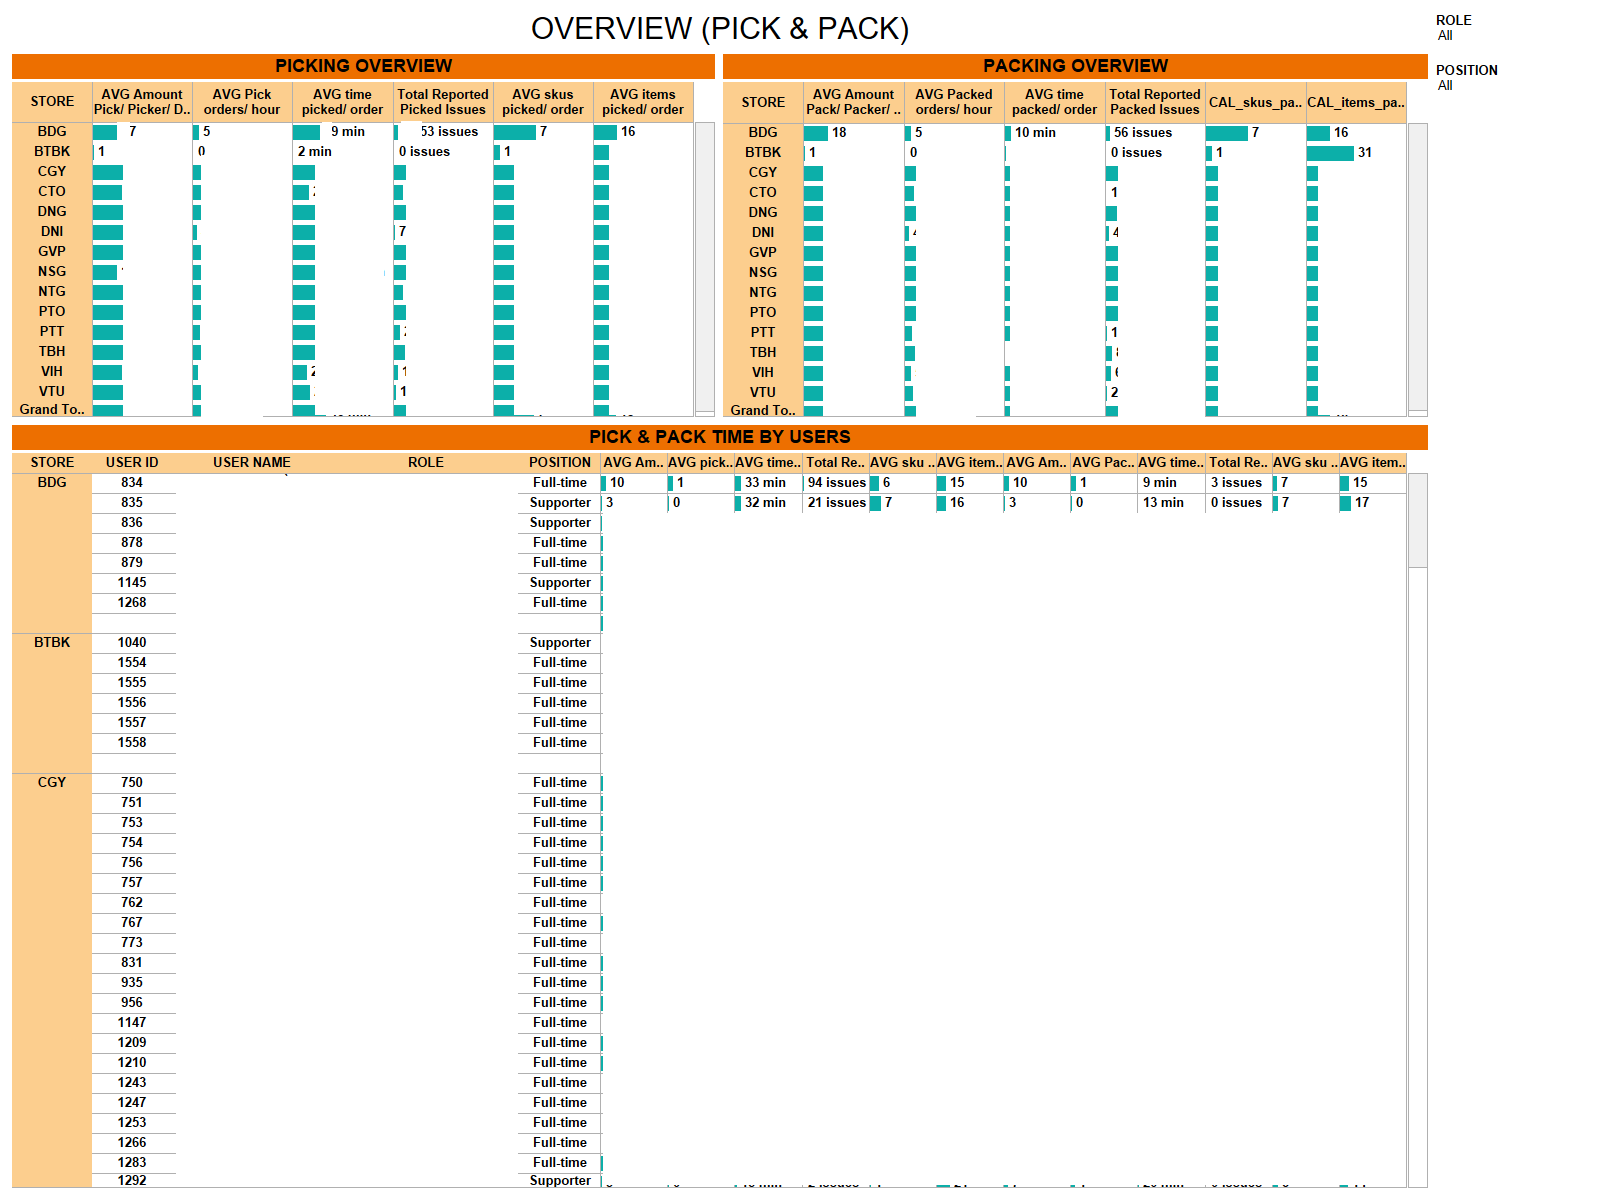 OVERVIEW (PICK & PACK)
ROLE
All
POSITION
All
PICKING OVERVIEW
STORE AVG Amount Pick/ Picker/ D.. AVG Pick orders/ hour AVG time picked/ order Total Reported Picked Issues AVG skus picked/ order AVG items picked/ order
BDG 7 5 9 min 53 issues 7 16
BTBK 1 0 2 min 0 issues 1
CGY
CTO
DNG
DNI 7
GVP
NSG
NTG
PTO
PTT
TBH
VIH 2 1
VTU 1
Grand To..
PACKING OVERVIEW
STORE AVG Amount Pack/ Packer/ .. AVG Packed orders/ hour AVG time packed/ order Total Reported Packed Issues CAL_skus_pa.. CAL_items_pa..
BDG 18 5 10 min 56 issues 7 16
BTBK 1 0 0 issues 1 31
CGY
CTO 1
DNG
DNI 4 4
GVP
NSG
NTG
PTO
PTT 1
TBH
VIH 6
VTU 2
Grand To..
PICK & PACK TIME BY USERS
STORE USER ID USER NAME ROLE POSITION AVG Am.. AVG pick.. AVG time.. Total Re.. AVG sku .. AVG item.. AVG Am.. AVG Pac.. AVG time.. Total Re.. AVG sku .. AVG item..
BDG 834 Full-time 10 1 33 min 94 issues 6 15 10 1 9 min 3 issues 7 15
835 Supporter 3 0 32 min 21 issues 7 16 3 0 13 min 0 issues 7 17
836 Supporter
878 Full-time
879 Full-time
1145 Supporter
1268 Full-time
BTBK 1040 Supporter
1554 Full-time
1555 Full-time
1556 Full-time
1557 Full-time
1558 Full-time
CGY 750 Full-time
751 Full-time
753 Full-time
754 Full-time
756 Full-time
757 Full-time
762 Full-time
767 Full-time
773 Full-time
831 Full-time
935 Full-time
956 Full-time
1147 Full-time
1209 Full-time
1210 Full-time
1243 Full-time
1247 Full-time
1253 Full-time
1266 Full-time
1283 Full-time
1292 Supporter